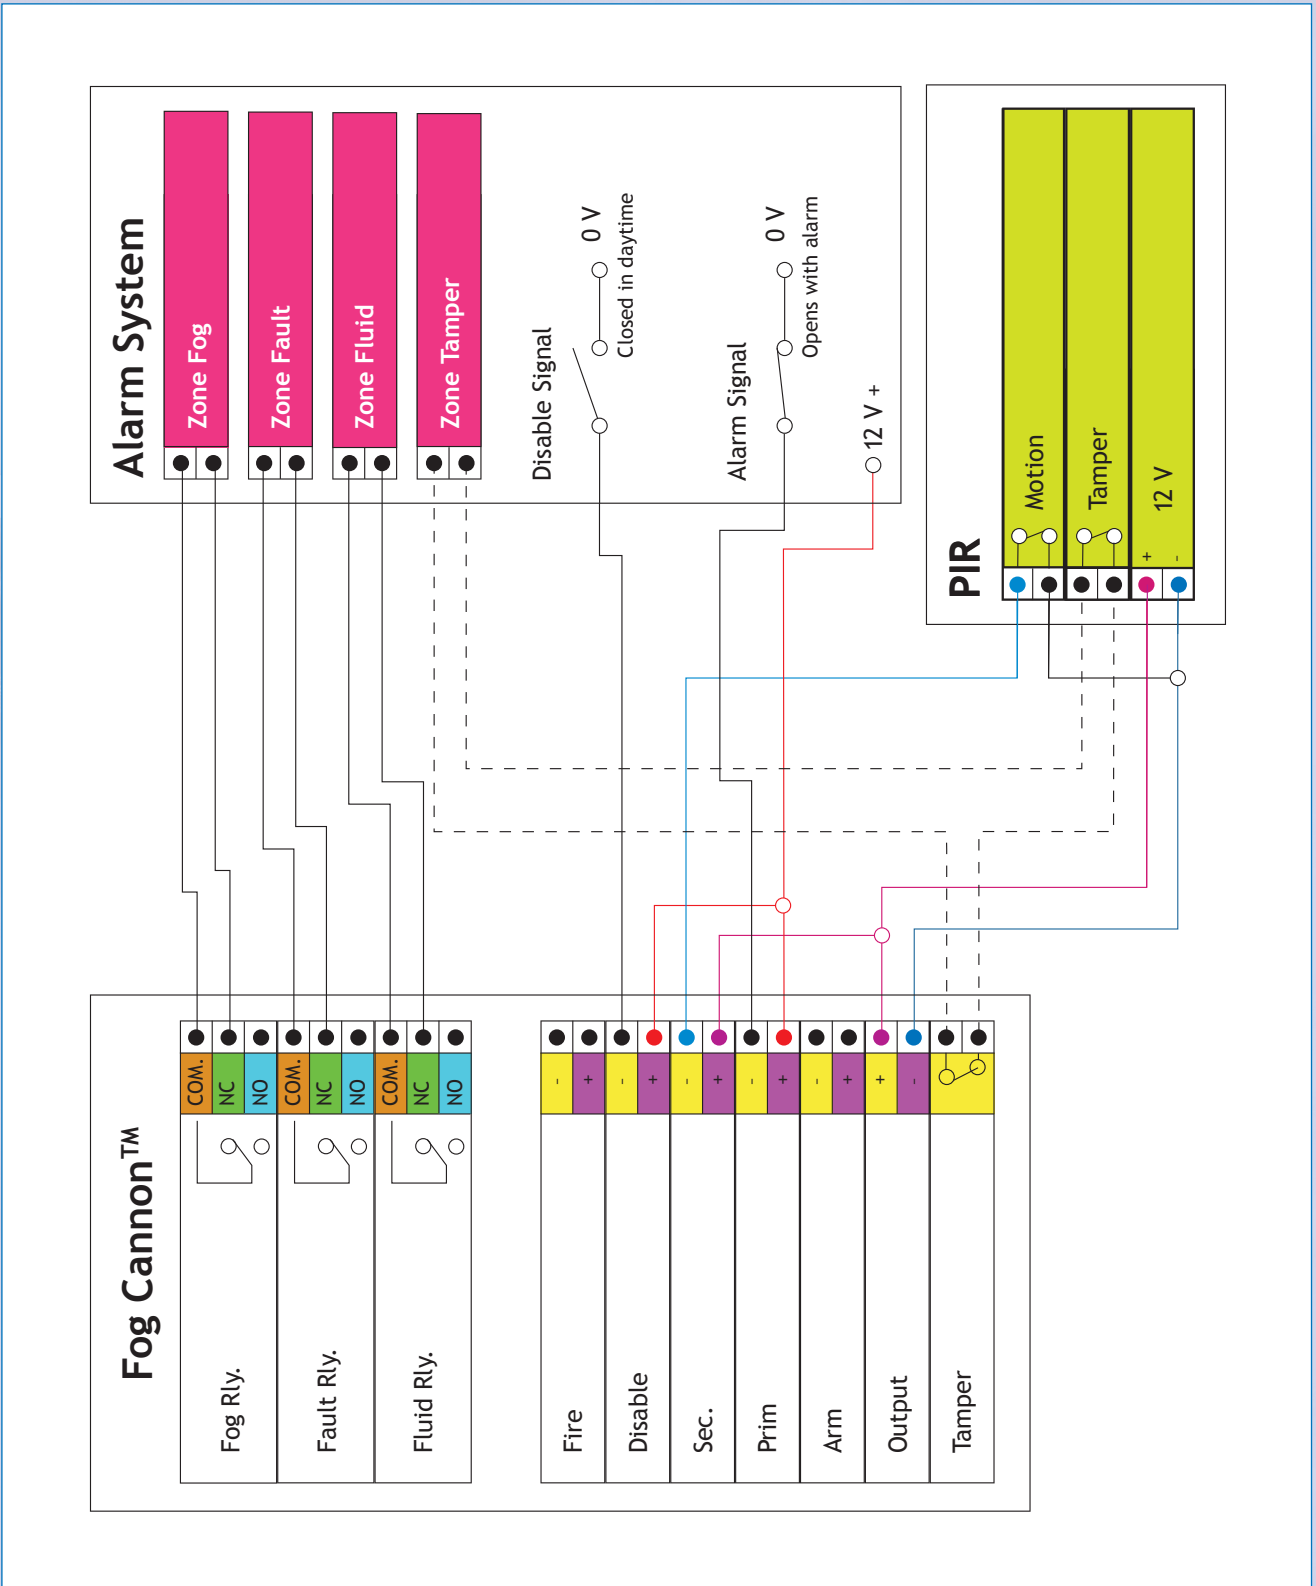 Alarm System
Zone Fog
Zone Fault
Zone Fluid
Zone Tamper
Disable Signal
0 V
Closed in daytime
Alarm Signal
0 V
Opens with alarm
12 V +
PIR
Motion
Tamper
12 V
+
-
Fog Cannon™
COM.
NC
NO
COM.
NC
NO
COM.
NC
NO
Fog Rly.
Fault Rly.
Fluid Rly.
-
+
-
+
-
+
-
+
-
+
+
-
Fire
Disable
Sec.
Prim
Arm
Output
Tamper